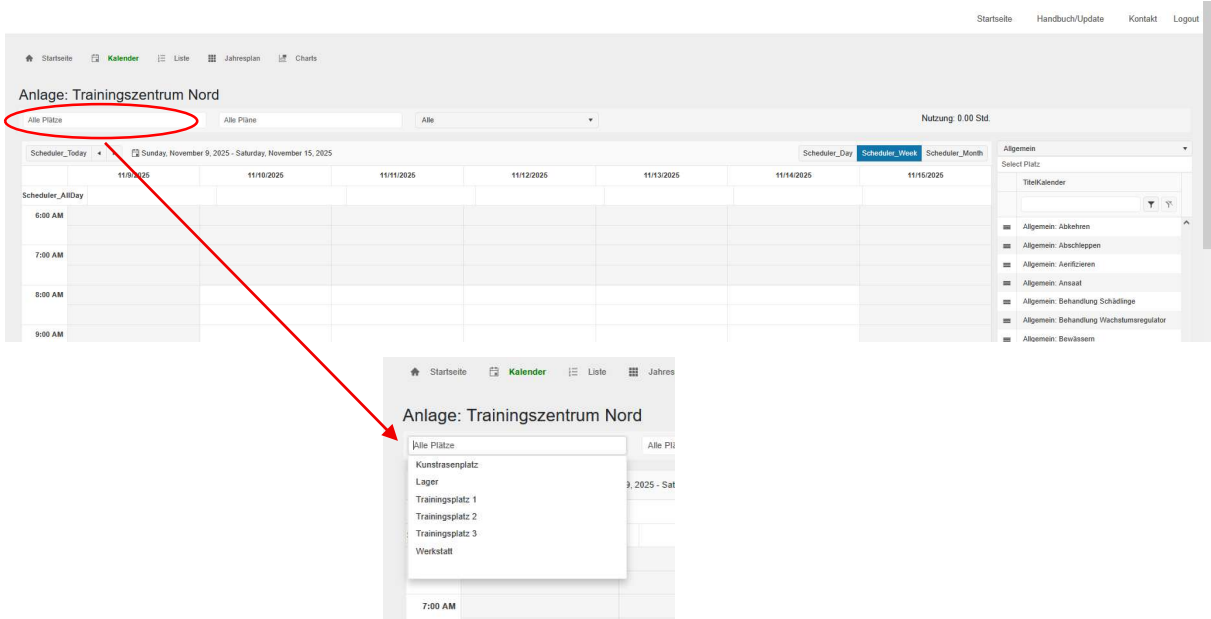 Startseite Handbuch/Update Kontakt Logout
Startseite Kalender Liste Jahresplan Charts
Anlage: Trainingszentrum Nord
Alle Plätze Alle Pläne Alle Nutzung: 0.00 Std.
Scheduler_Today Sunday, November 9, 2025 - Saturday, November 15, 2025 Scheduler_Day Scheduler_Week Scheduler_Month
11/9/2025 11/10/2025 11/11/2025 11/12/2025 11/13/2025 11/14/2025 11/15/2025
Scheduler_AllDay
6:00 AM
7:00 AM
8:00 AM
9:00 AM
Allgemein
Select Platz
TitelKalender
Allgemein: Abkehren
Allgemein: Abschleppen
Allgemein: Aerifizieren
Allgemein: Ansaat
Allgemein: Behandlung Schädlinge
Allgemein: Behandlung Wachstumsregulator
Allgemein: Bewässern
Startseite Kalender Liste Jahres
Anlage: Trainingszentrum Nord
Alle Plätze Alle Plä
9, 2025 - Sat
Kunstrasenplatz
Lager
Trainingsplatz 1
Trainingsplatz 2
Trainingsplatz 3
Werkstatt
7:00 AM